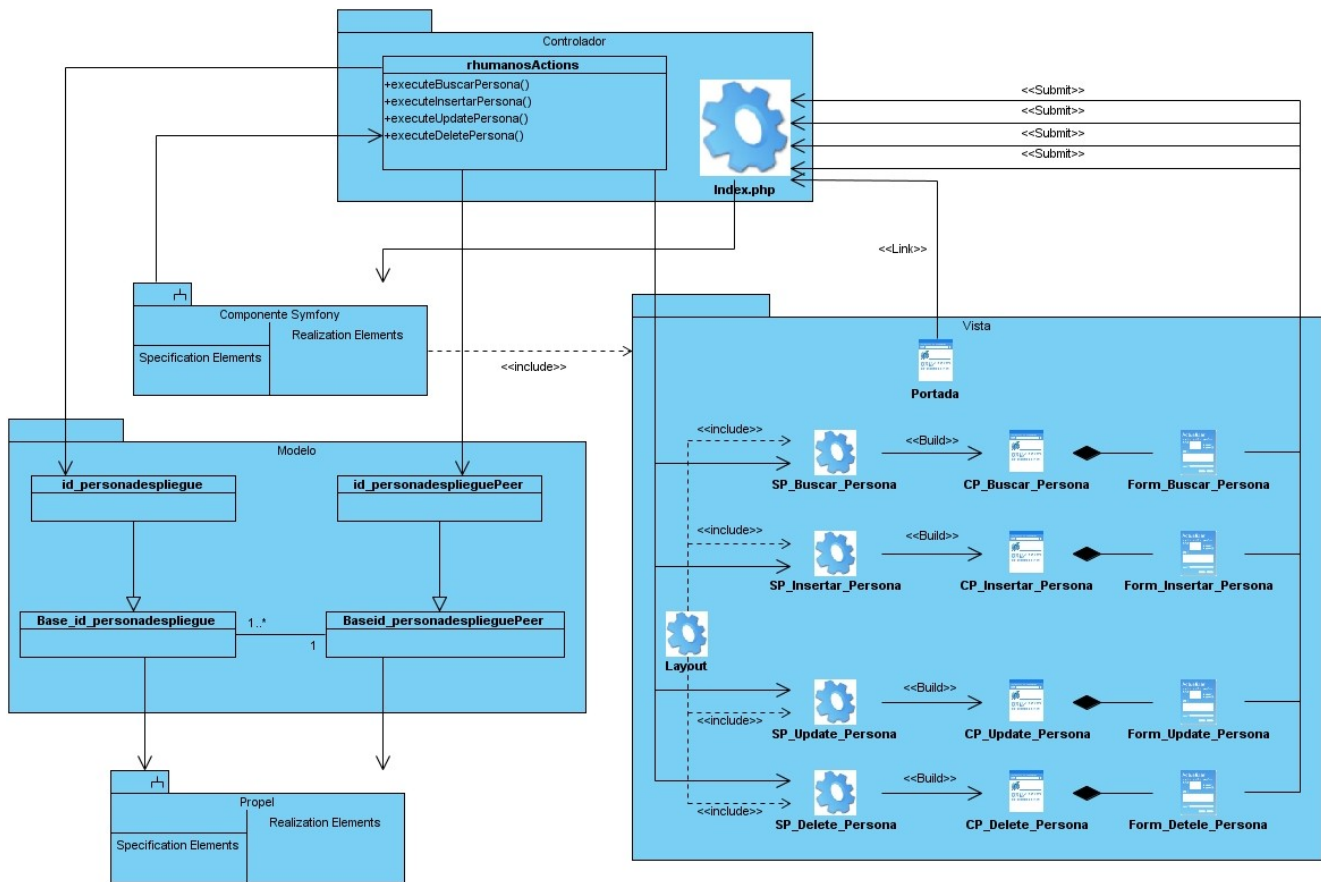 Controlador
rhumanosActions
+executeBuscarPersona()
+executeInsertarPersona()
+executeUpdatePersona()
+executeDeletePersona()
Index.php
<<Submit>>
<<Submit>>
<<Submit>>
<<Submit>>
<<Link>>
Componente Symfony
Realization Elements
Specification Elements
<<include>>
Vista
Portada
Modelo
id_personadespliegue
id_personadesplieguePeer
Base_id_personadespliegue
1..*
1
Baseid_personadesplieguePeer
<<include>>
<<Build>>
SP_Buscar_Persona
CP_Buscar_Persona
Form_Buscar_Persona
<<include>>
<<Build>>
SP_Insertar_Persona
CP_Insertar_Persona
Form_Insertar_Persona
Layout
<<Build>>
<<include>>
SP_Update_Persona
CP_Update_Persona
Form_Update_Persona
<<Build>>
<<include>>
SP_Delete_Persona
CP_Delete_Persona
Form_Detele_Persona
Propel
Realization Elements
Specification Elements